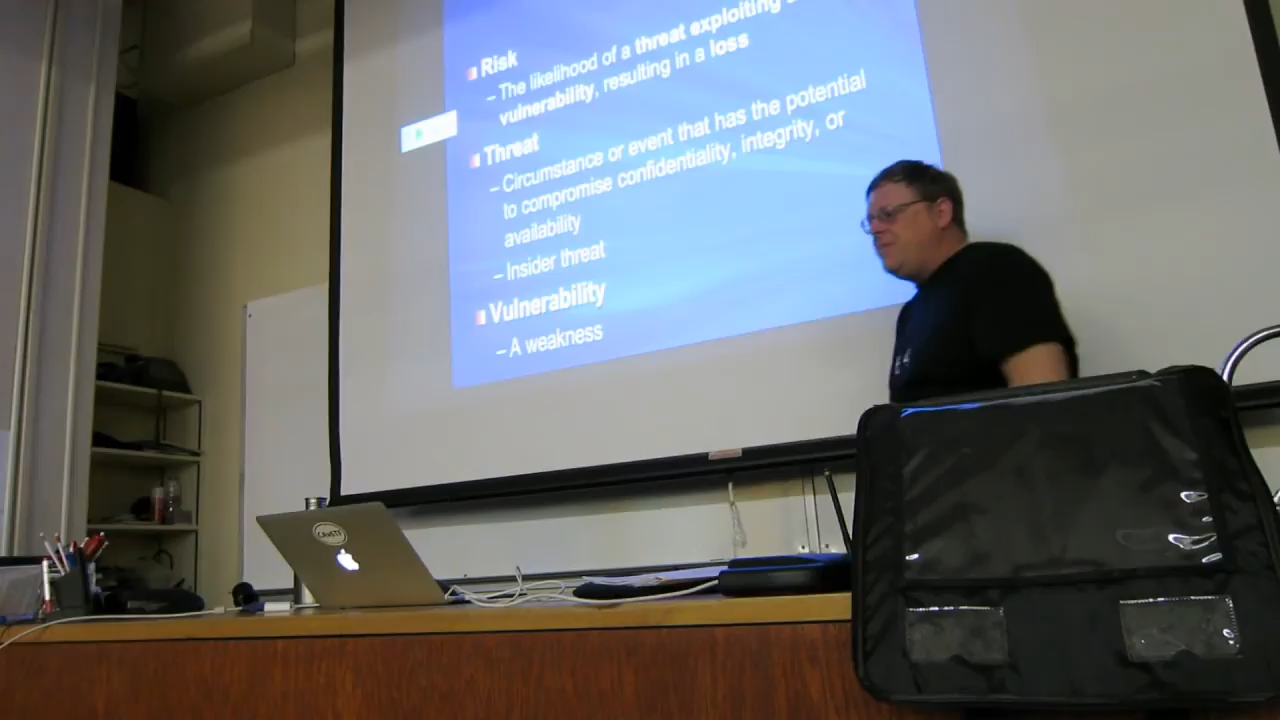 Risk
– The likelihood of a threat exploiting
vulnerability, resulting in a loss
Threat
– Circumstance or event that has the potential
to compromise confidentiality, integrity, or
availability
– Insider threat
Vulnerability
– A weakness